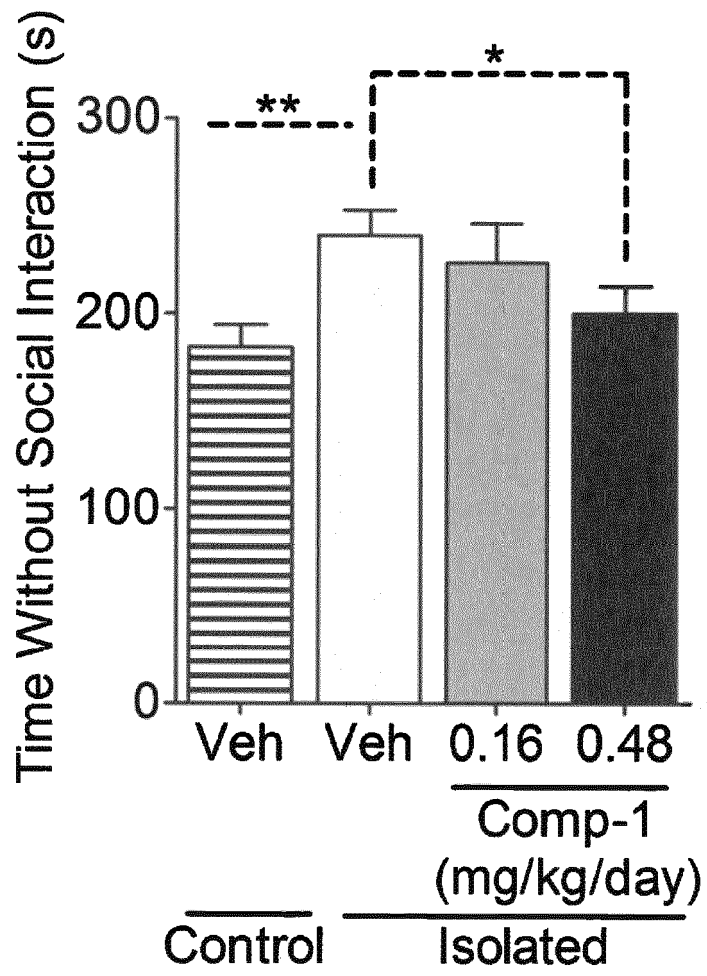 Time Without Social Interaction (s)
*
**
300
200
100
0
Veh Veh 0.16 0.48
Comp-1
(mg/kg/day)
Control Isolated